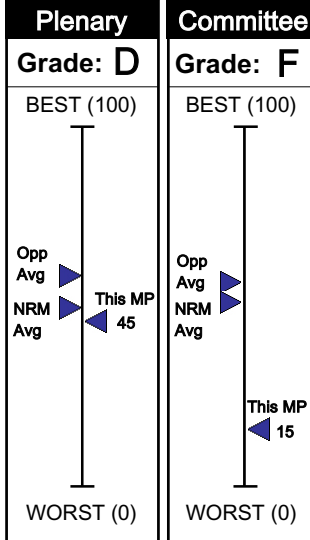 Plenary
Grade: D
BEST (100)
Opp
Avg
NRM
Avg
This MP
45
WORST (0)
Committee
Grade: F
BEST (100)
Opp
Avg
NRM
Avg
This MP
15
WORST (0)